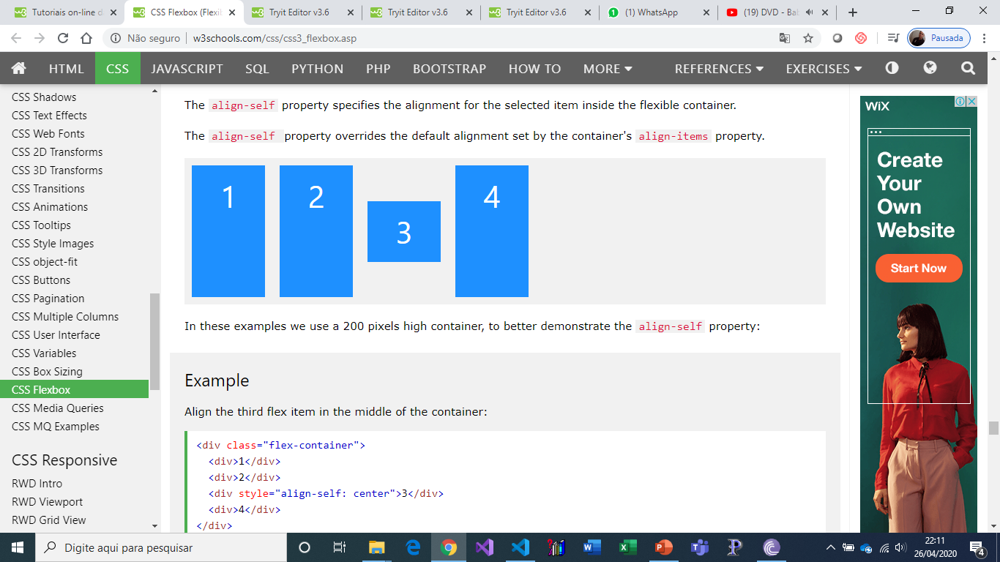 Tutoriais on-line d
CSS Flexbox (Flexi
Tryit Editor v3.6
Tryit Editor v3.6
Tryit Editor v3.6
(1) WhatsApp
(19) DVD - Bal
Não seguro
w3schools.com/css/css3_flexbox.asp
Pausada
HTML CSS JAVASCRIPT SQL PYTHON PHP BOOTSTRAP HOW TO MORE REFERENCES EXERCISES
CSS Shadows
CSS Text Effects
CSS Web Fonts
CSS 2D Transforms
CSS 3D Transforms
CSS Transitions
CSS Animations
CSS Tooltips
CSS Style Images
CSS object-fit
CSS Buttons
CSS Pagination
CSS Multiple Columns
CSS User Interface
CSS Variables
CSS Box Sizing
CSS Flexbox
CSS Media Queries
CSS MQ Examples
CSS Responsive
RWD Intro
RWD Viewport
RWD Grid View
The align-self property specifies the alignment for the selected item inside the flexible container.
The align-self property overrides the default alignment set by the container's align-items property.
1 2 3 4
In these examples we use a 200 pixels high container, to better demonstrate the align-self property:
Example
Align the third flex item in the middle of the container:
<div class="flex-container">
<div>1</div>
<div>2</div>
<div style="align-self: center">3</div>
<div>4</div>
</div>
WiX
Create
Your
Own
Website
Start Now
Digite aqui para pesquisar
22:11
26/04/2020
4